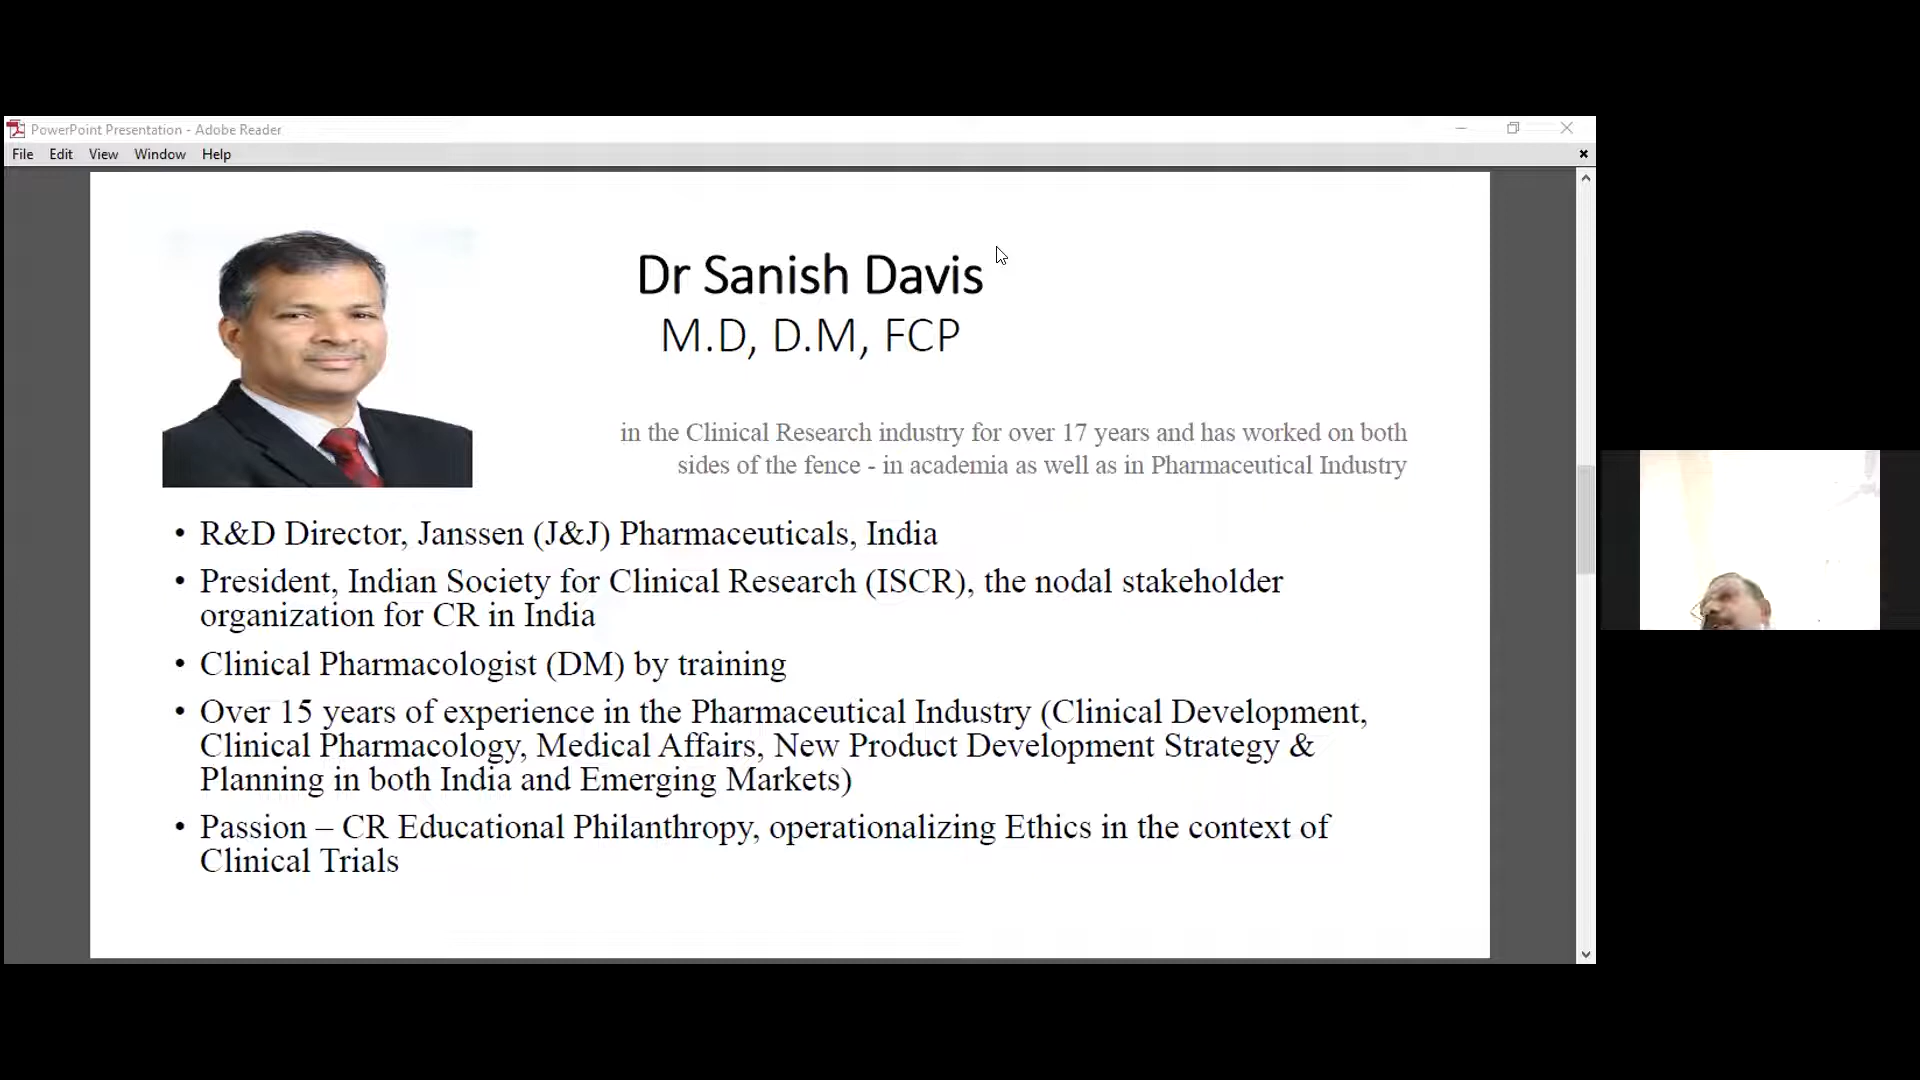 PowerPoint Presentation - Adobe Reader
File Edit View Window Help
Dr Sanish Davis
M.D, D.M, FCP
in the Clinical Research industry for over 17 years and has worked on both
sides of the fence - in academia as well as in Pharmaceutical Industry
• R&D Director, Janssen (J&J) Pharmaceuticals, India
• President, Indian Society for Clinical Research (ISCR), the nodal stakeholder
organization for CR in India
• Clinical Pharmacologist (DM) by training
• Over 15 years of experience in the Pharmaceutical Industry (Clinical Development,
Clinical Pharmacology, Medical Affairs, New Product Development Strategy &
Planning in both India and Emerging Markets)
• Passion – CR Educational Philanthropy, operationalizing Ethics in the context of
Clinical Trials